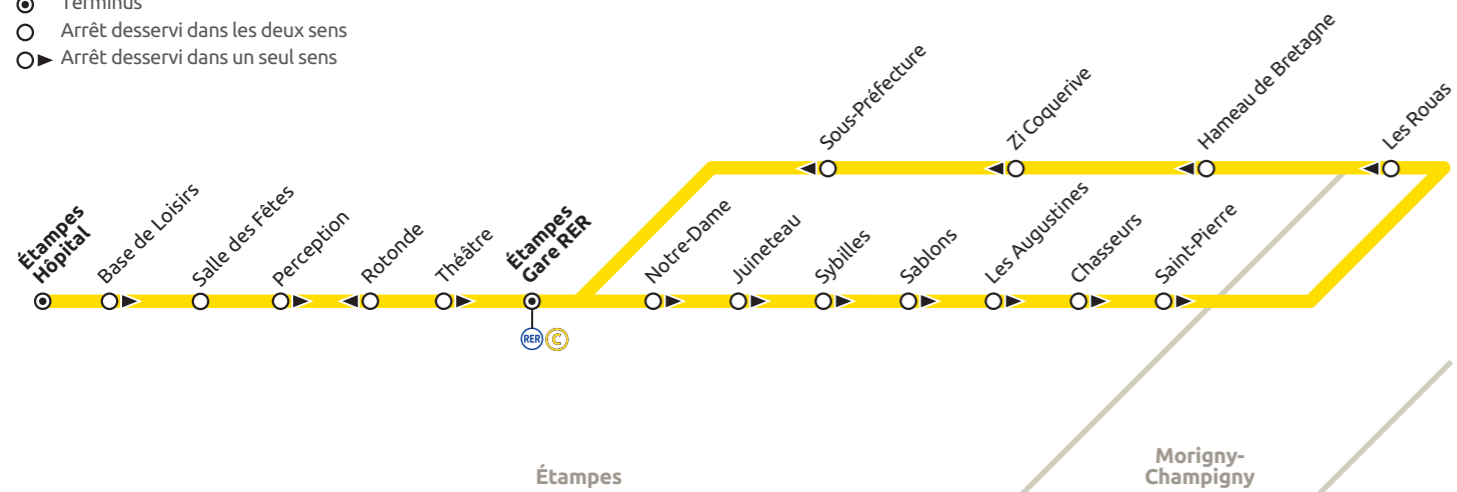 Terminus
Arrêt desservi dans les deux sens
Arrêt desservi dans un seul sens
Sous-Préfecture
Zi Coquerive
Hameau de Bretagne
Les Rouas
Étampes
Hôpital
Base de Loisirs
Salle des Fêtes
Perception
Rotonde
Théâtre
Étampes
Gare RER
Notre-Dame
Juineteau
Sybilles
Sablons
Les Augustines
Chasseurs
Saint-Pierre
RER C
Étampes
Morigny-
Champigny